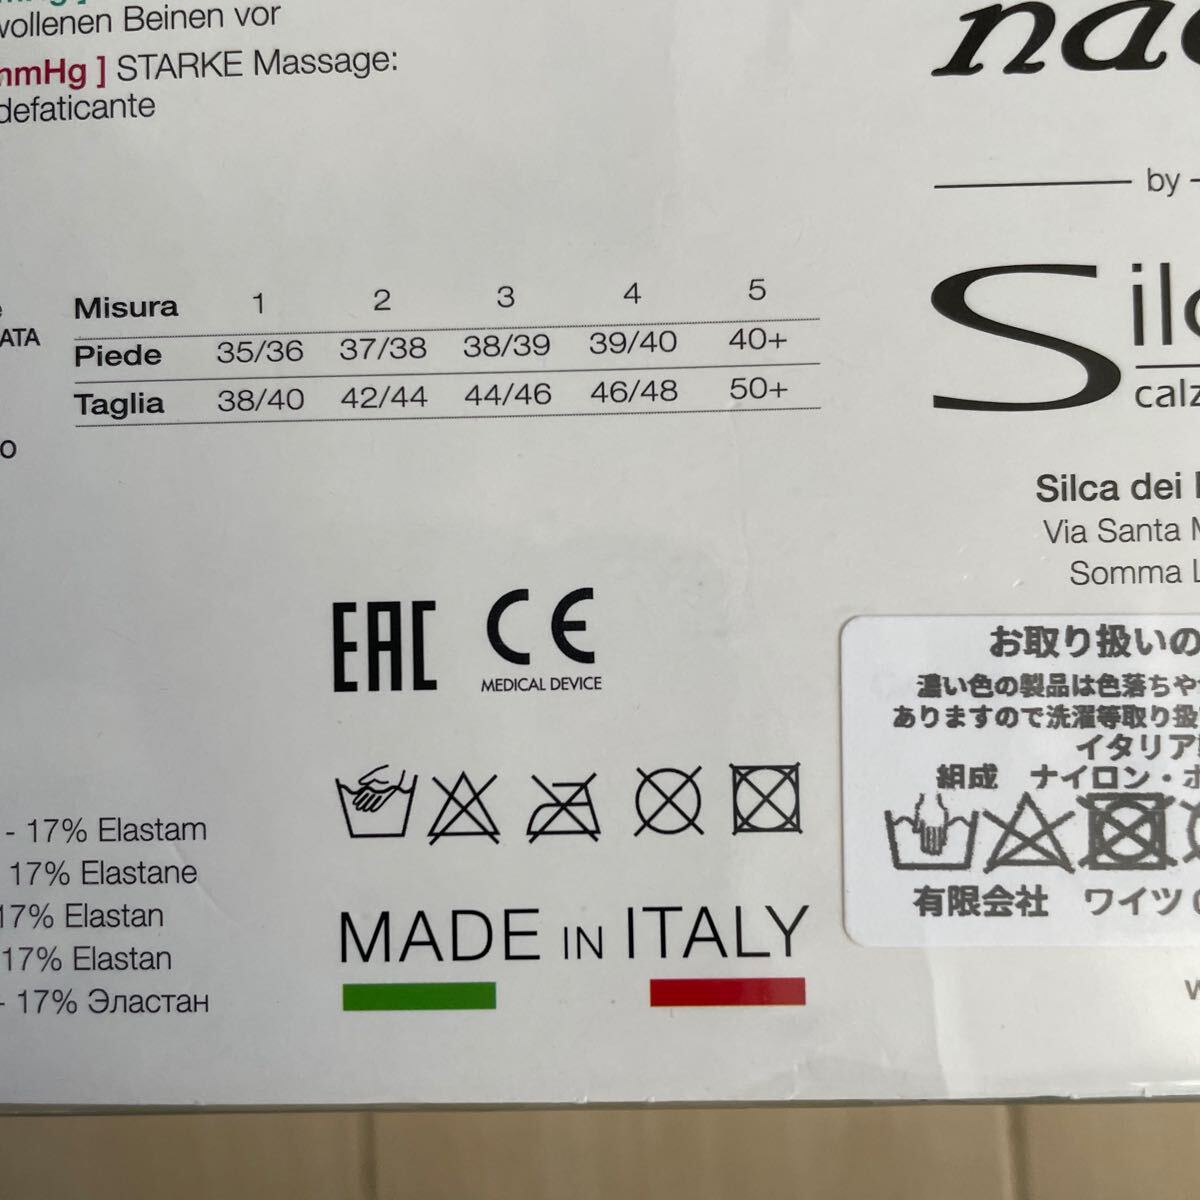 wollenen Beinen vor
mmHg ] STARKE Massage:
defaticante
by
Misura 1 2 3 4 5
Piede 35/36 37/38 38/39 39/40 40+
Taglia 38/40 42/44 44/46 46/48 50+
ATA
Silca dei
Via Santa
Somma
EAC CE
MEDICAL DEVICE
お取り扱いの
濃い色の製品は色落ちや
ありますので洗濯等取り扱
イタリア
組成 ナイロン・ポ
有限会社 ワイツ (
- 17% Elastam
17% Elastane
17% Elastan
17% Elastan
- 17% Эластан
MADE IN ITALY